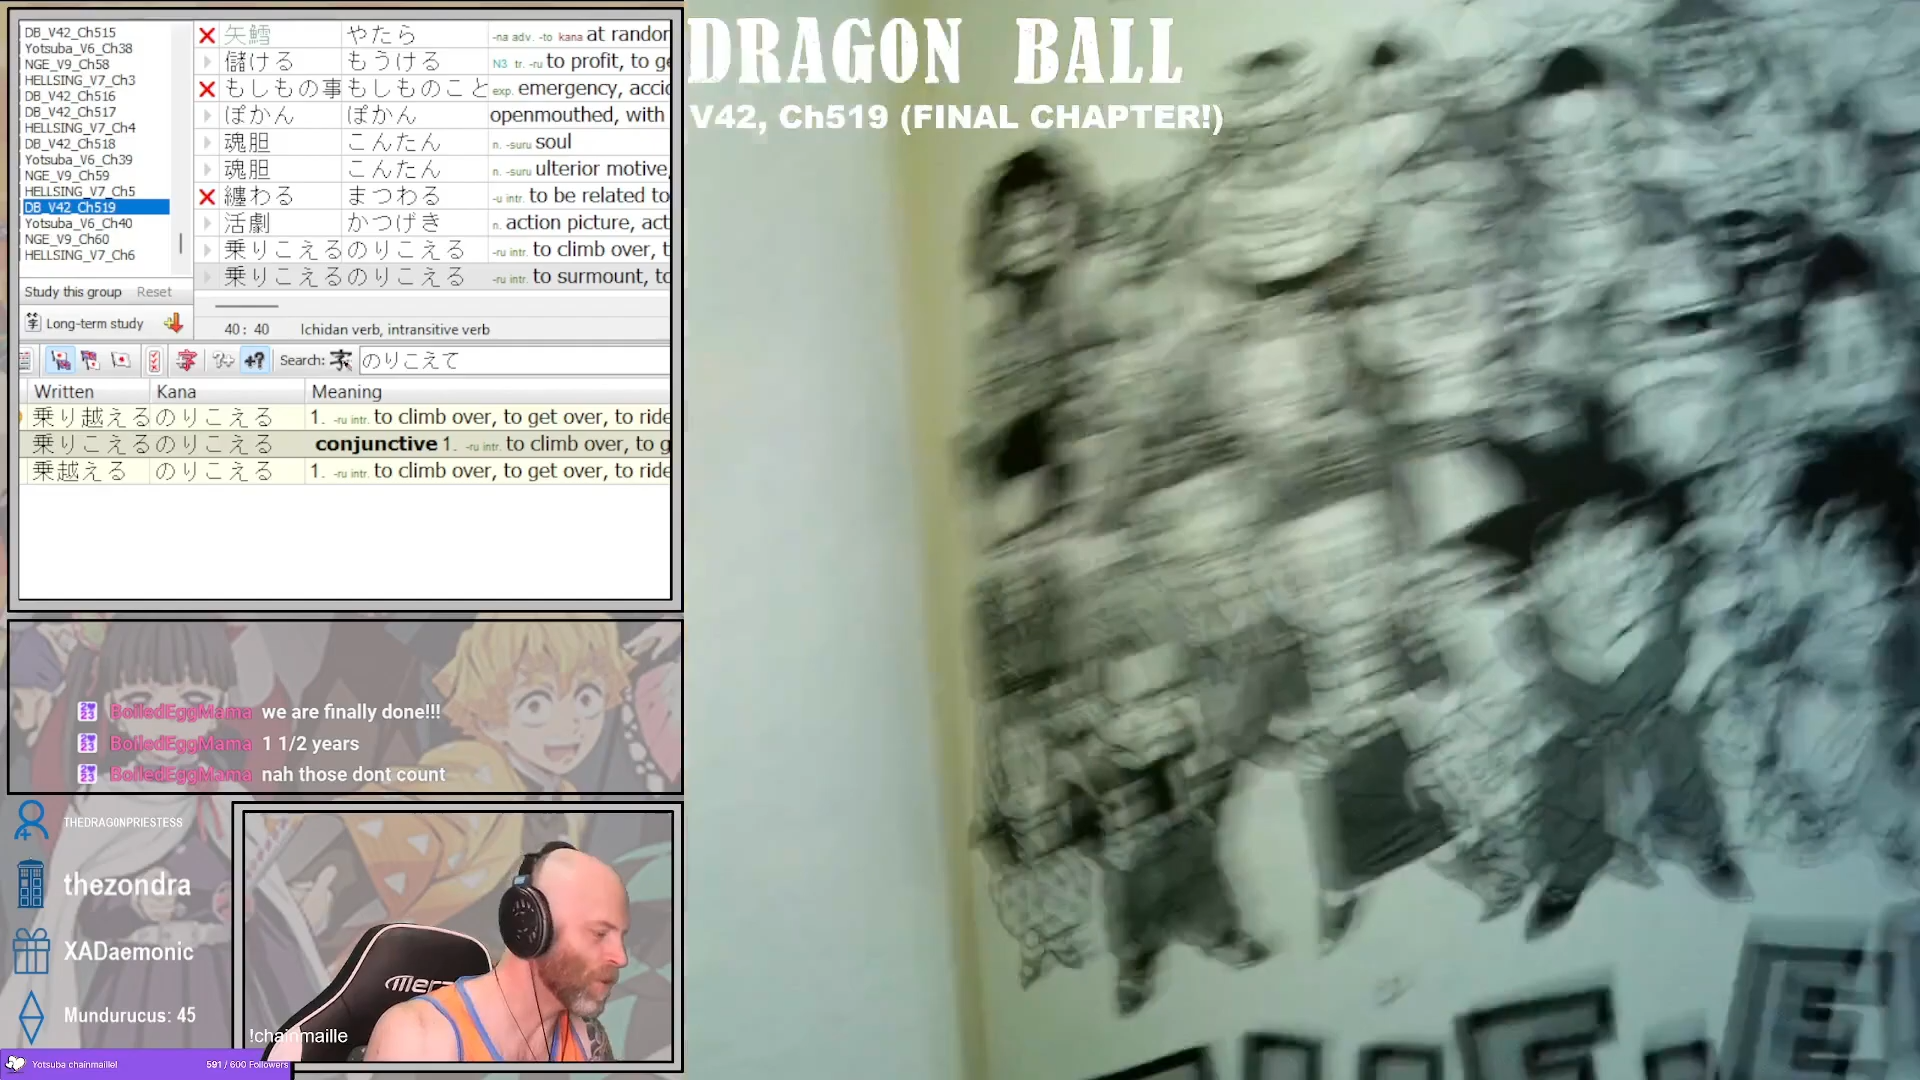 DB_V42_Ch515
Yotsuba_V6_Ch38
NGE_V9_Ch58
HELLSING_V7_Ch3
DB_V42_Ch516
DB_V42_Ch517
HELLSING_V7_Ch4
DB_V42_Ch518
Yotsuba_V6_Ch39
NGE_V9_Ch59
HELLSING_V7_Ch5
DB_V42_Ch519
Yotsuba_V6_Ch40
NGE_V9_Ch60
HELLSING_V7_Ch6
Study this group Reset
Long-term study
矢鱈 やたら -na adv. -to kana at random
儲ける もうける N3 tr. -ru to profit, to ge
もしもの事 もしものこと exp. emergency, accid
ぽかん ぽかん openmouthed, with
魂胆 こんたん n. -suru soul
魂胆 こんたん n. -suru ulterior motive,
纏わる まつわる -u intr. to be related to
活劇 かつげき n. action picture, act
乗りこえる のりこえる -ru intr. to climb over, t
乗りこえる のりこえる -ru intr. to surmount, to
40: 40 Ichidan verb, intransitive verb
Search: のりこえて
Written Kana Meaning
乗り越える のりこえる 1. -ru intr. to climb over, to get over, to ride
乗りこえる のりこえる conjunctive 1. -ru intr. to climb over, to g
乗越える のりこえる 1. -ru intr. to climb over, to get over, to ride
DRAGON BALL
V42, Ch519 (FINAL CHAPTER!)
BoiledEggMama we are finally done!!!
BoiledEggMama 1 1/2 years
BoiledEggMama nah those dont count
THEDRAG0NPRIESTESS
thezondra
XADaemonic
Mundurucus: 45
!chainmaille
Yotsuba chainmaille! 591 / 600 Followers